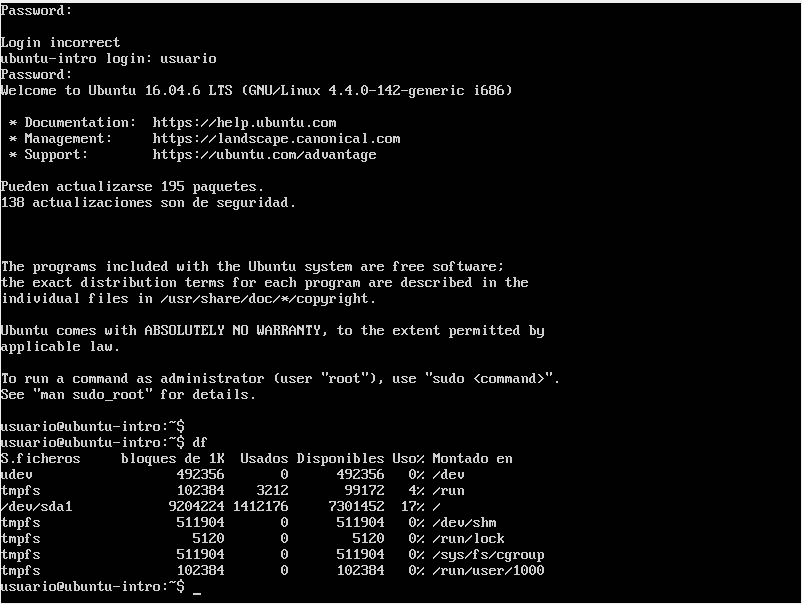 Password:
Login incorrect
ubuntu-intro login: usuario
Password:
Welcome to Ubuntu 16.04.6 LTS (GNU/Linux 4.4.0-142-generic i686)
* Documentation:  https://help.ubuntu.com
* Management:     https://landscape.canonical.com
* Support:        https://ubuntu.com/advantage
Pueden actualizarse 195 paquetes.
138 actualizaciones son de seguridad.
The programs included with the Ubuntu system are free software;
the exact distribution terms for each program are described in the
individual files in /usr/share/doc/*/copyright.
Ubuntu comes with ABSOLUTELY NO WARRANTY, to the extent permitted by
applicable law.
To run a command as administrator (user "root"), use "sudo <command>".
See "man sudo_root" for details.
usuario@ubuntu-intro:~$
usuario@ubuntu-intro:~$ df
S.ficheros     bloques de 1K  Usados Disponibles Uso% Montado en
udev                  492356       0      492356   0% /dev
tmpfs                 102384    3212       99172   4% /run
/dev/sda1            9204224 1412176     7301452  17% /
tmpfs                 511904       0      511904   0% /dev/shm
tmpfs                   5120       0        5120   0% /run/lock
tmpfs                 511904       0      511904   0% /sys/fs/cgroup
tmpfs                 102384       0      102384   0% /run/user/1000
usuario@ubuntu-intro:~$ _